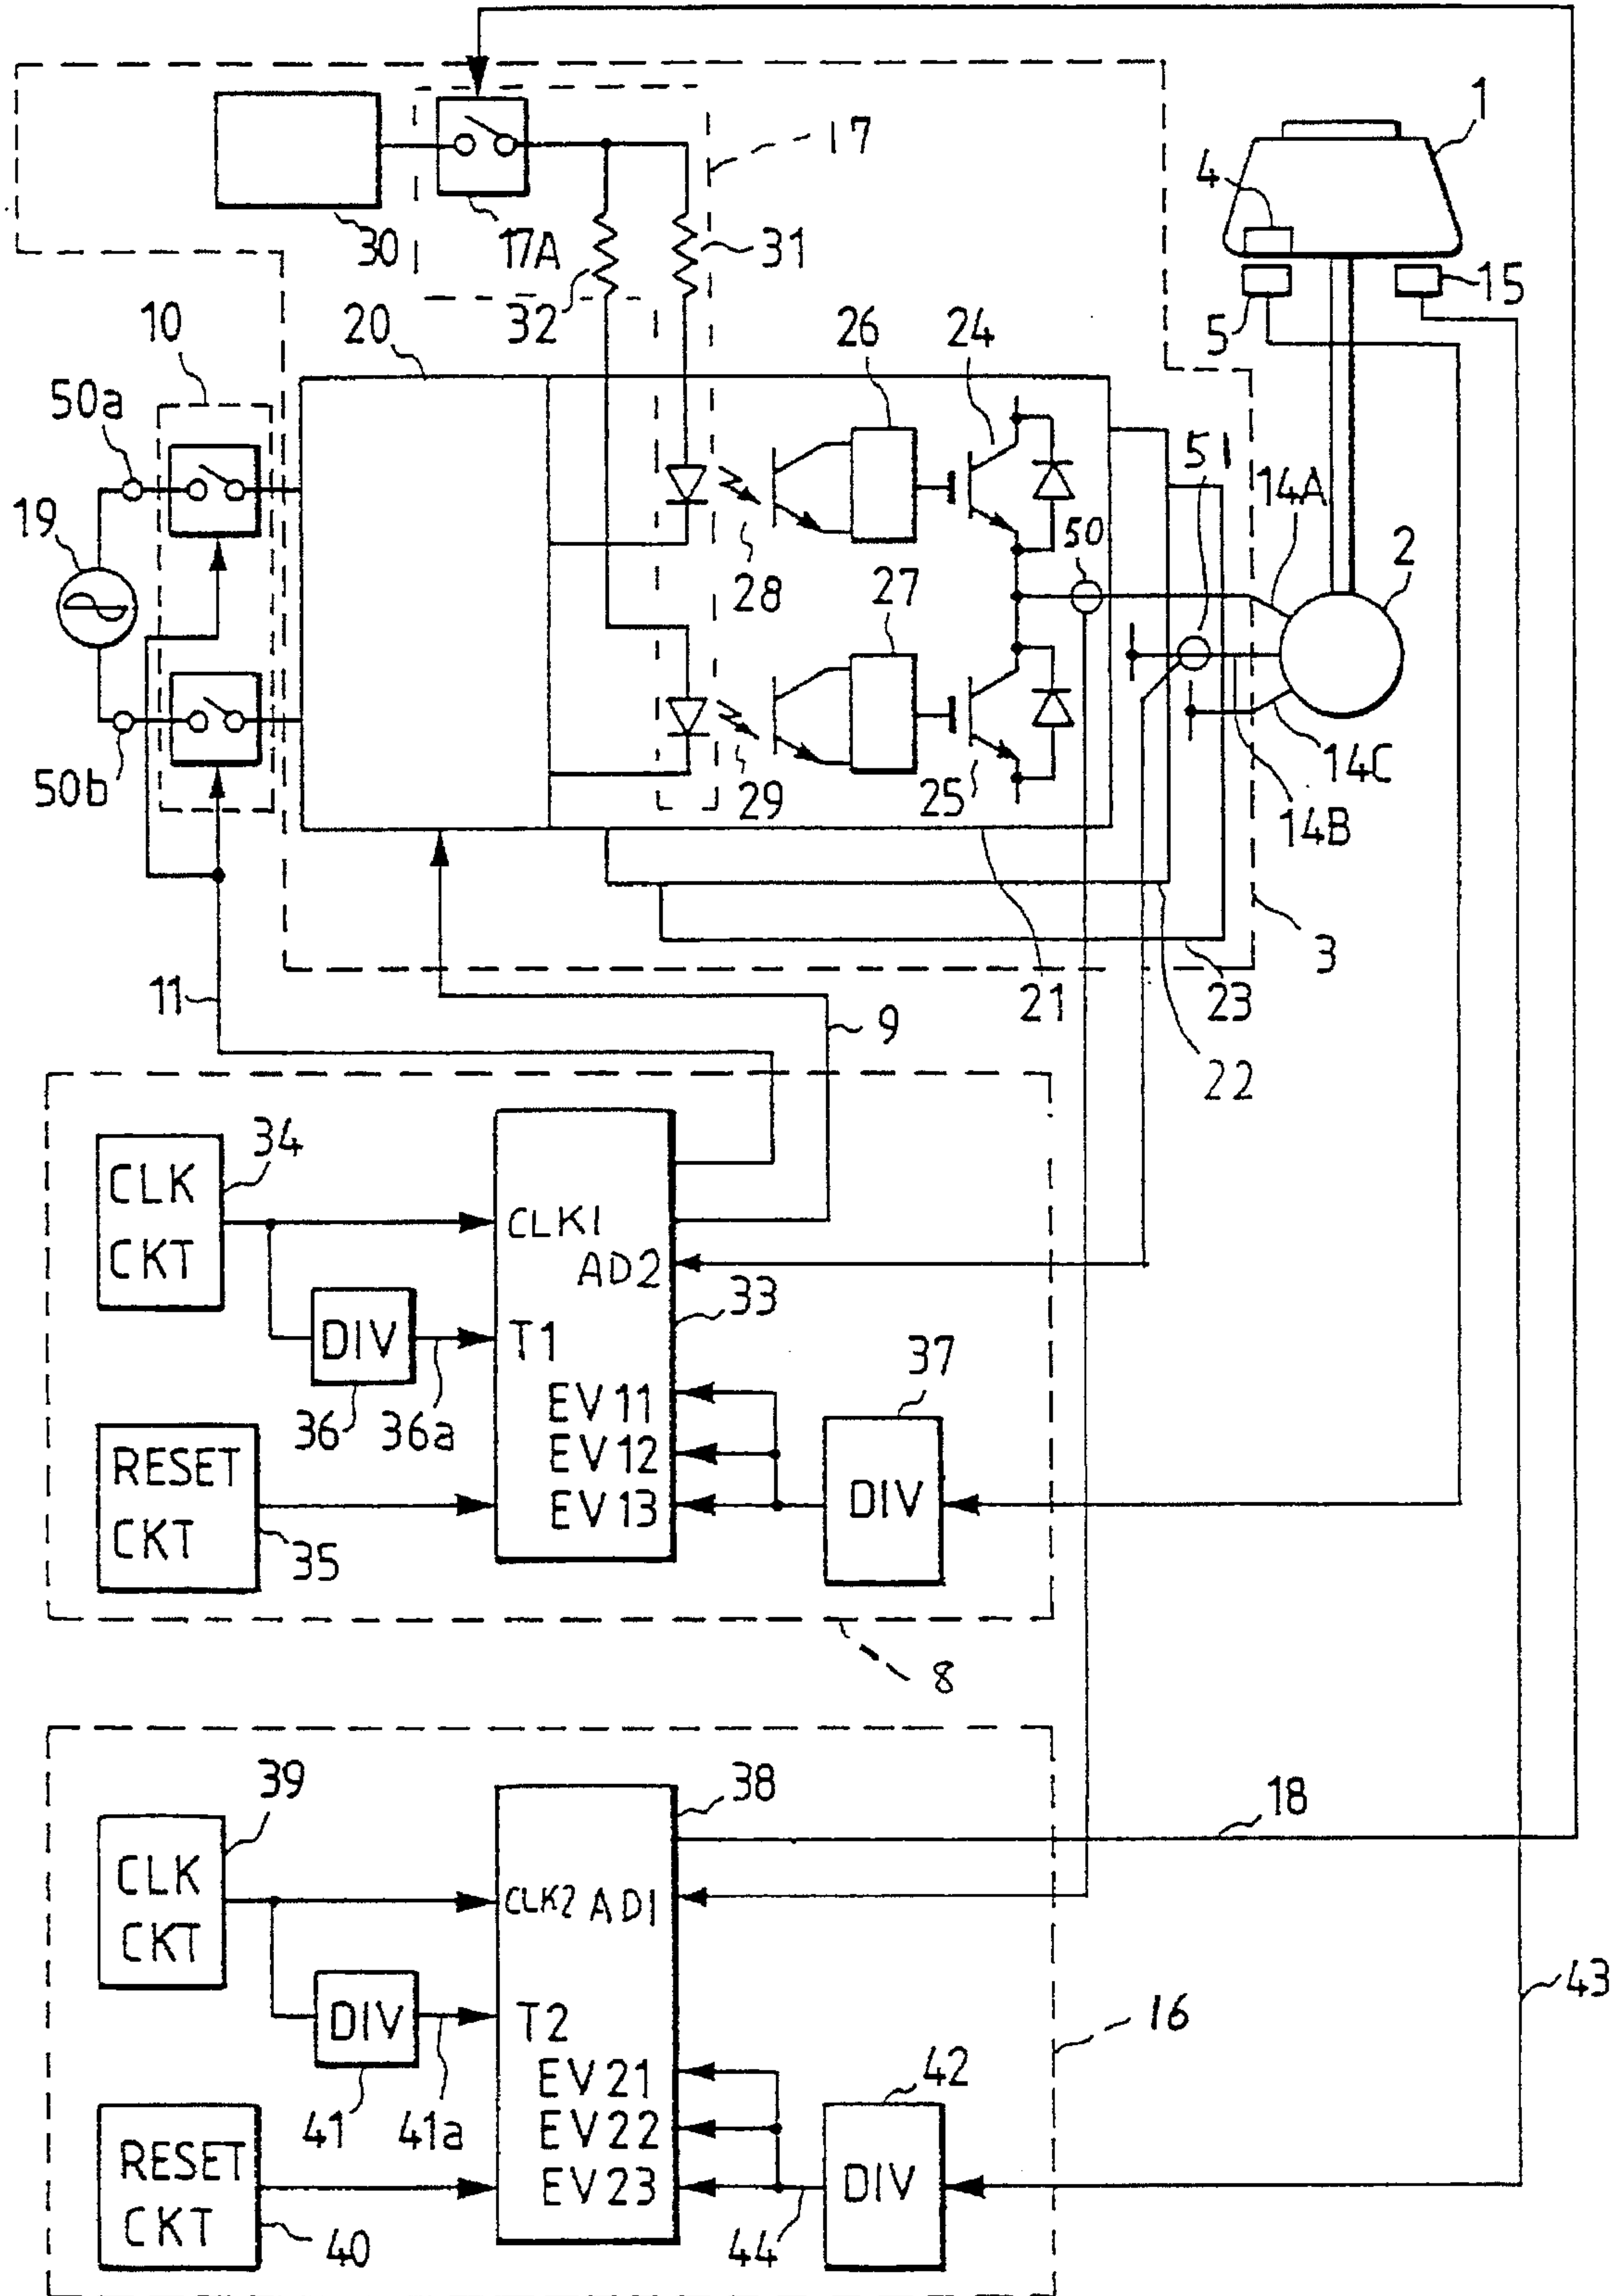 1
17
4
30
17A
31
15
32
5
10
20
26
24
50a
51
14A
19
50
2
28
27
14C
50b
29
25
14B
3
11
21
23
9
22
34
CLK
CKT
CLK1
AD2
33
DIV
T1
37
EV11
36
36a
RESET
CKT
EV12
DIV
EV13
35
8
39
38
18
CLK
CKT
CLK2 AD1
43
DIV
T2
16
EV21
42
41
41a
EV22
RESET
CKT
EV23
DIV
40
44